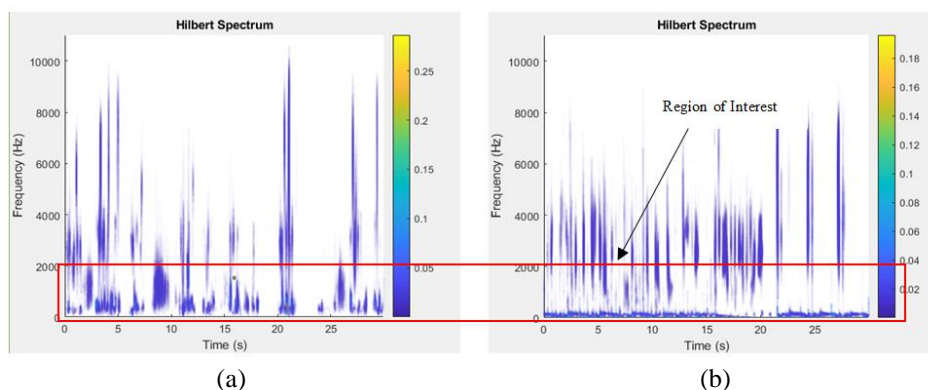 Hilbert Spectrum
10000
8000
6000
4000
2000
0
Frequency (Hz)
0 5 10 15 20 25
Time (s)
0.25
0.2
0.15
0.1
0.05
(a)
Hilbert Spectrum
Region of Interest
10000
8000
6000
4000
2000
0
Frequency (Hz)
0 5 10 15 20 25
Time (s)
0.18
0.16
0.14
0.12
0.1
0.08
0.06
0.04
0.02
(b)